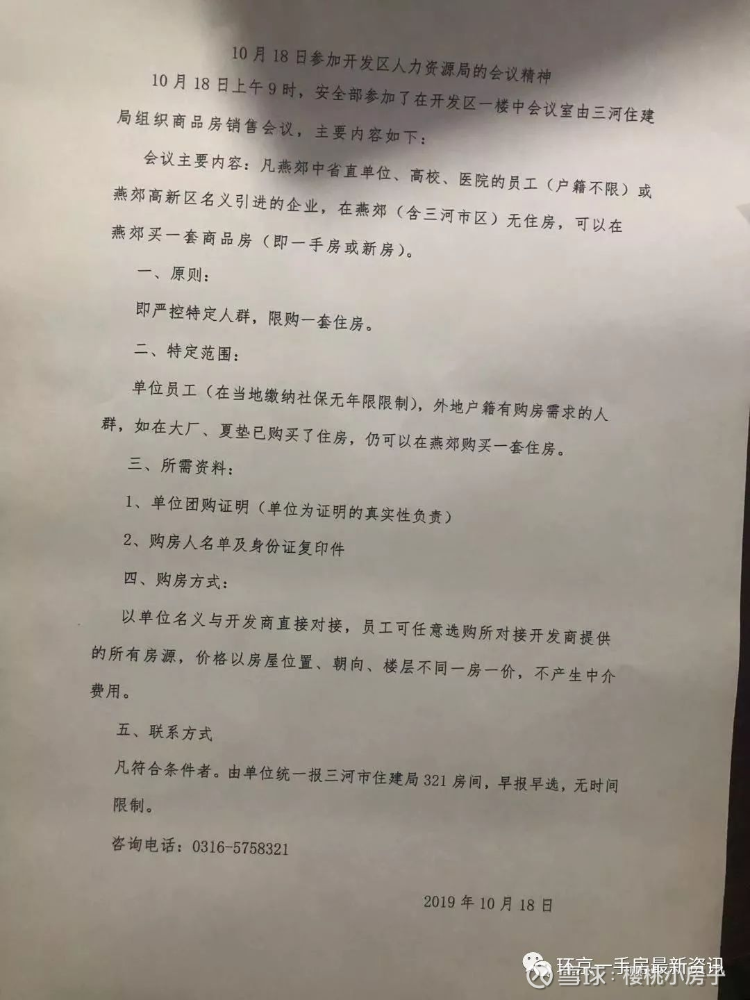 10月18日参加开发区人力资源局的会议精神
10月18日上午9时，安全部参加了在开发区一楼中会议室由三河住建
局组织商品房销售会议，主要内容如下：
会议主要内容：凡燕郊中省直单位、高校、医院的员工（户籍不限）或
燕郊高新区名义引进的企业，在燕郊（含三河市区）无住房，可以在
燕郊买一套商品房（即一手房或新房）。
一、原则：
即严控特定人群，限购一套住房。
二、特定范围：
单位员工（在当地缴纳社保无年限限制），外地户籍有购房需求的人
群，如在大厂、夏垫已购买了住房，仍可以在燕郊购买一套住房。
三、所需资料：
1、单位团购证明（单位为证明的真实性负责）
2、购房人名单及身份证复印件
四、购房方式：
以单位名义与开发商直接对接，员工可任意选购所对接开发商提供
的所有房源，价格以房屋位置、朝向、楼层不同一房一价，不产生中介
费用。
五、联系方式
凡符合条件者。由单位统一报三河市住建局321房间，早报早选，无时间
限制。
咨询电话：0316-5758321
2019年10月18日
环京一手房最新资讯
雪球：樱桃小房子